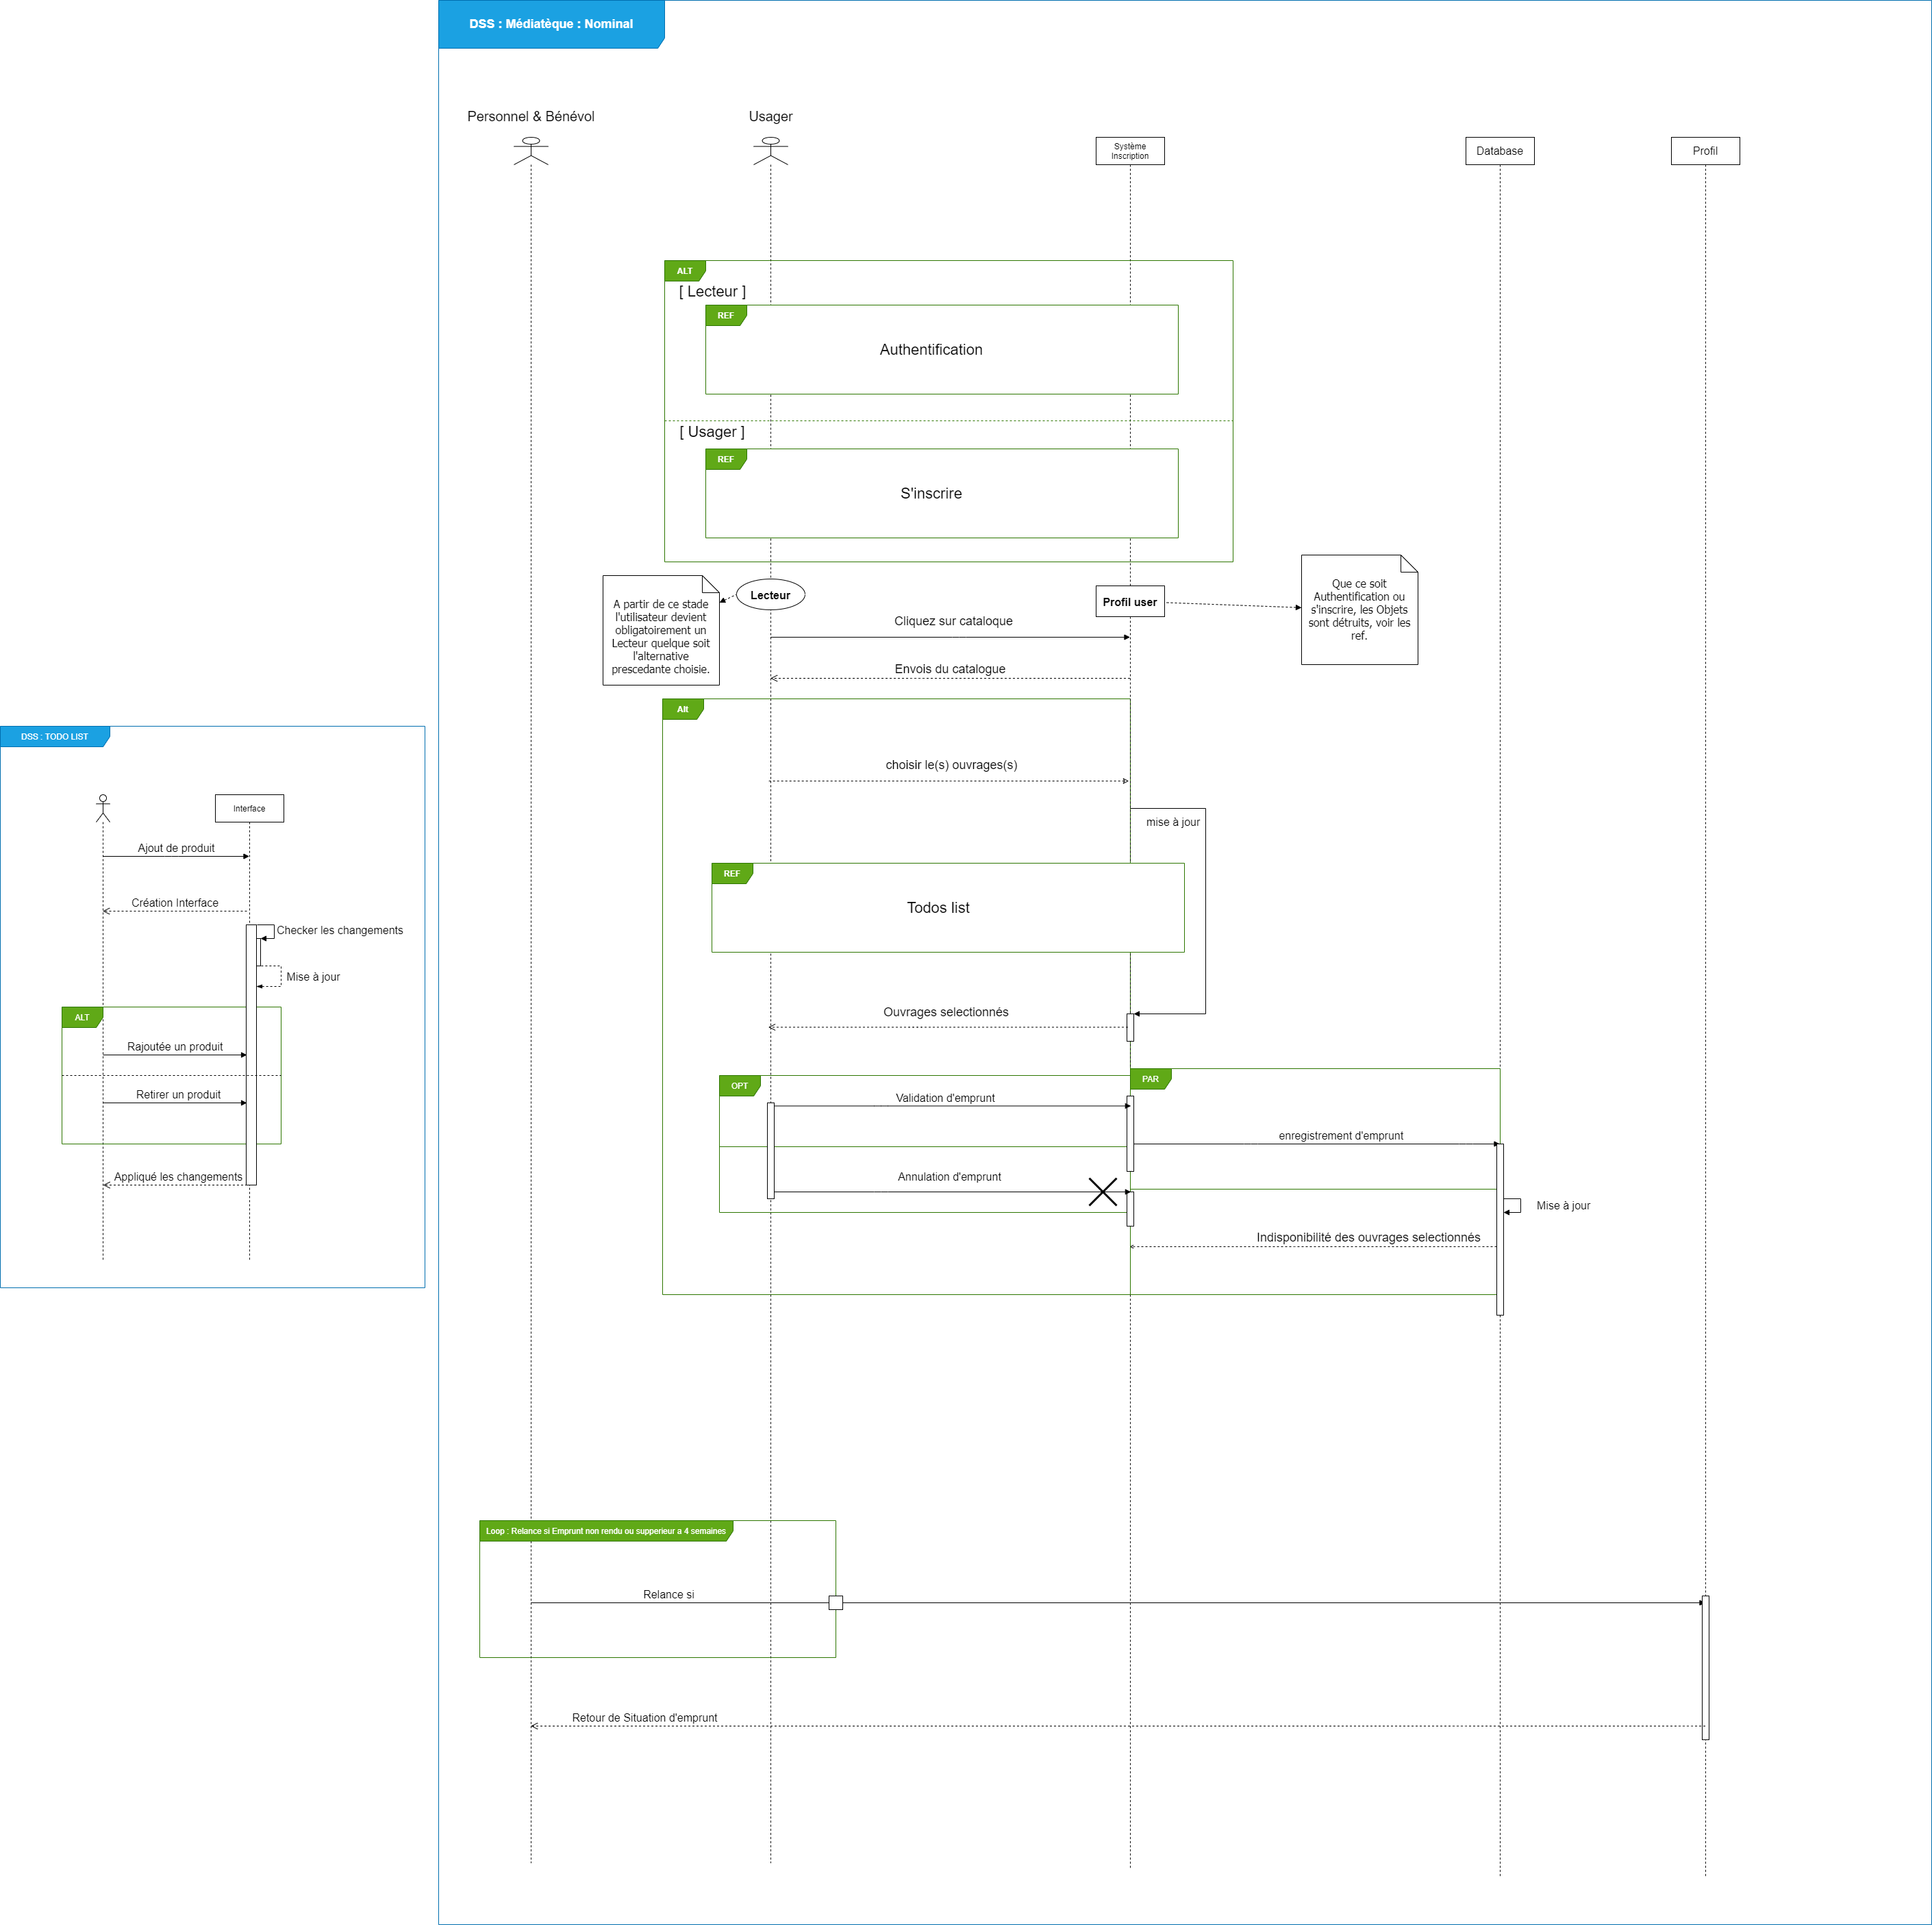 DSS : Médiatèque : Nominal
Personnel & Bénévol
Usager
Système
Inscription
Database
Profil
ALT
[ Lecteur ]
REF
Authentification
[ Usager ]
REF
S'inscrire
Lecteur
A partir de ce stade
l'utilisateur devient
obligatoirement un
Lecteur quelque soit
l'alternative
prescedante choisie.
Profil user
Que ce soit
Authentification ou
s'inscrire, les Objets
sont détruits, voir les
ref.
Cliquez sur cataloque
Envois du catalogue
Alt
choisir le(s) ouvrages(s)
mise à jour
REF
Todos list
Ouvrages selectionnés
OPT
PAR
Validation d'emprunt
enregistrement d'emprunt
Annulation d'emprunt
Mise à jour
Indisponibilité des ouvrages selectionnés
Loop : Relance si Emprunt non rendu ou supperieur a 4 semaines
Relance si
Retour de Situation d'emprunt
DSS : TODO LIST
Interface
Ajout de produit
Création Interface
Checker les changements
Mise à jour
ALT
Rajoutée un produit
Retirer un produit
Appliqué les changements